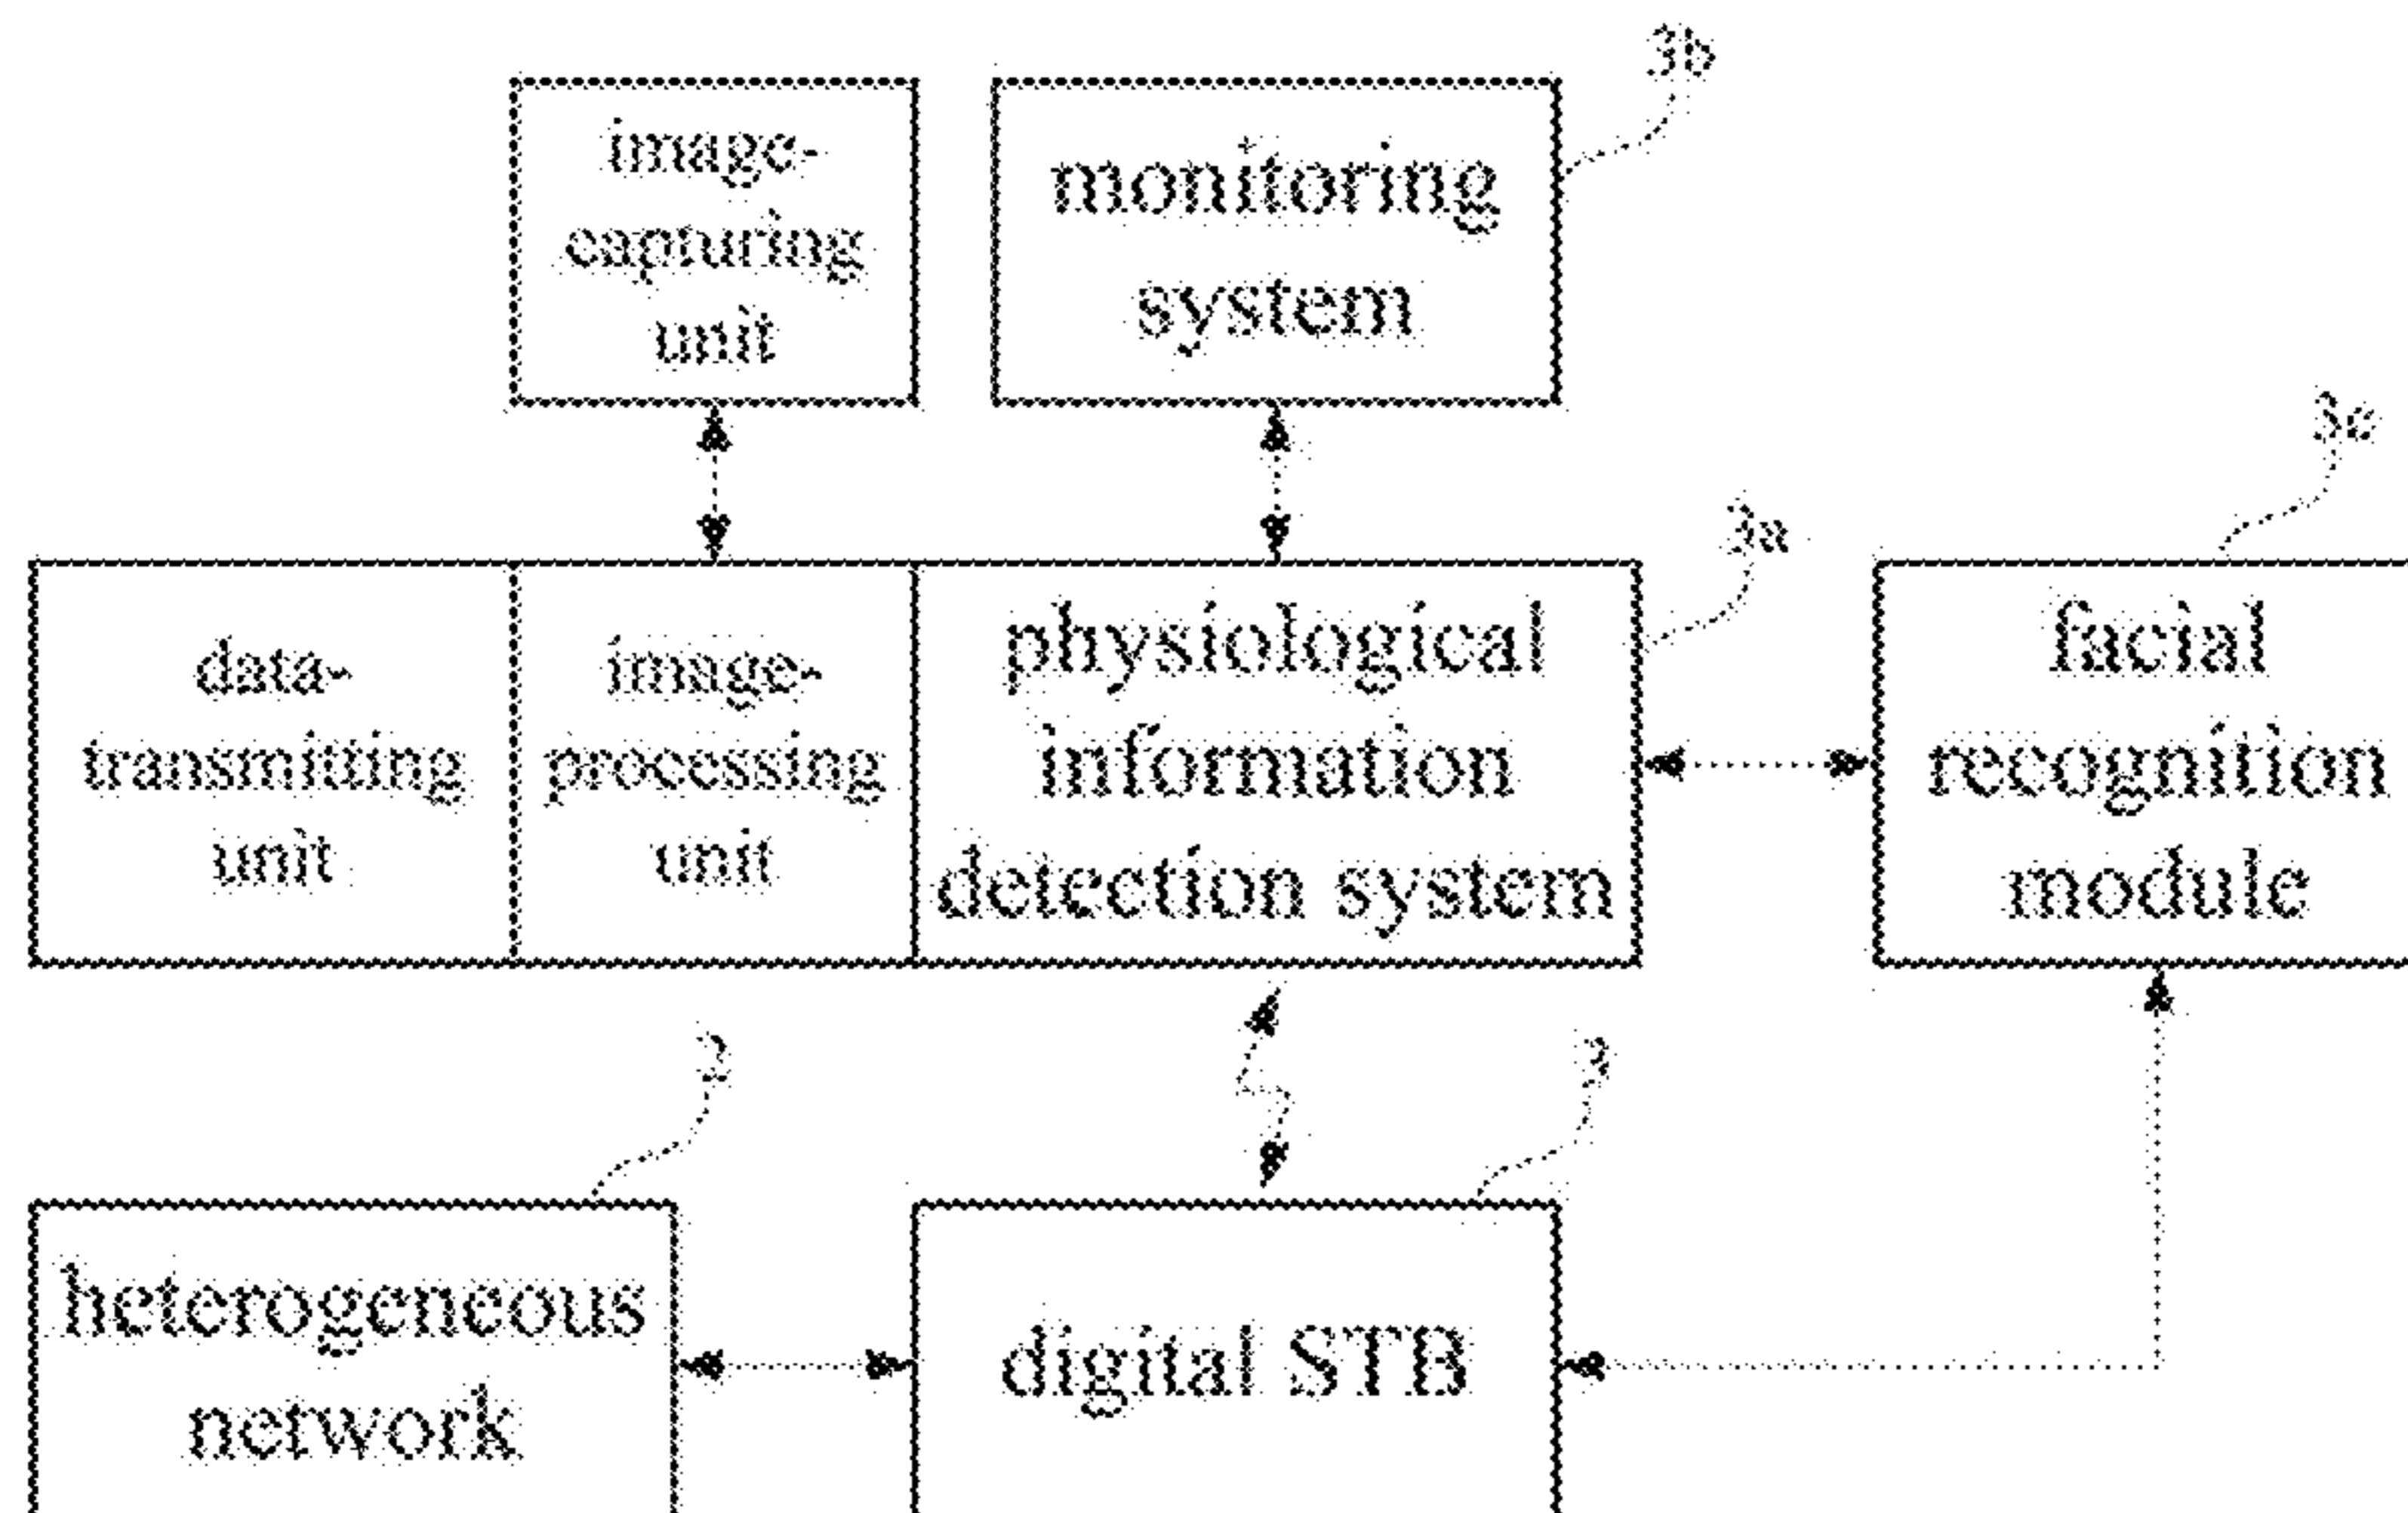 3b
image-
capturing
unit
monitoring
system
3c
3a
data-
transmitting
unit
image-
processing
unit
physiological
information
detection system
facial
recognition
module
2
3
heterogeneous
network
digital STB